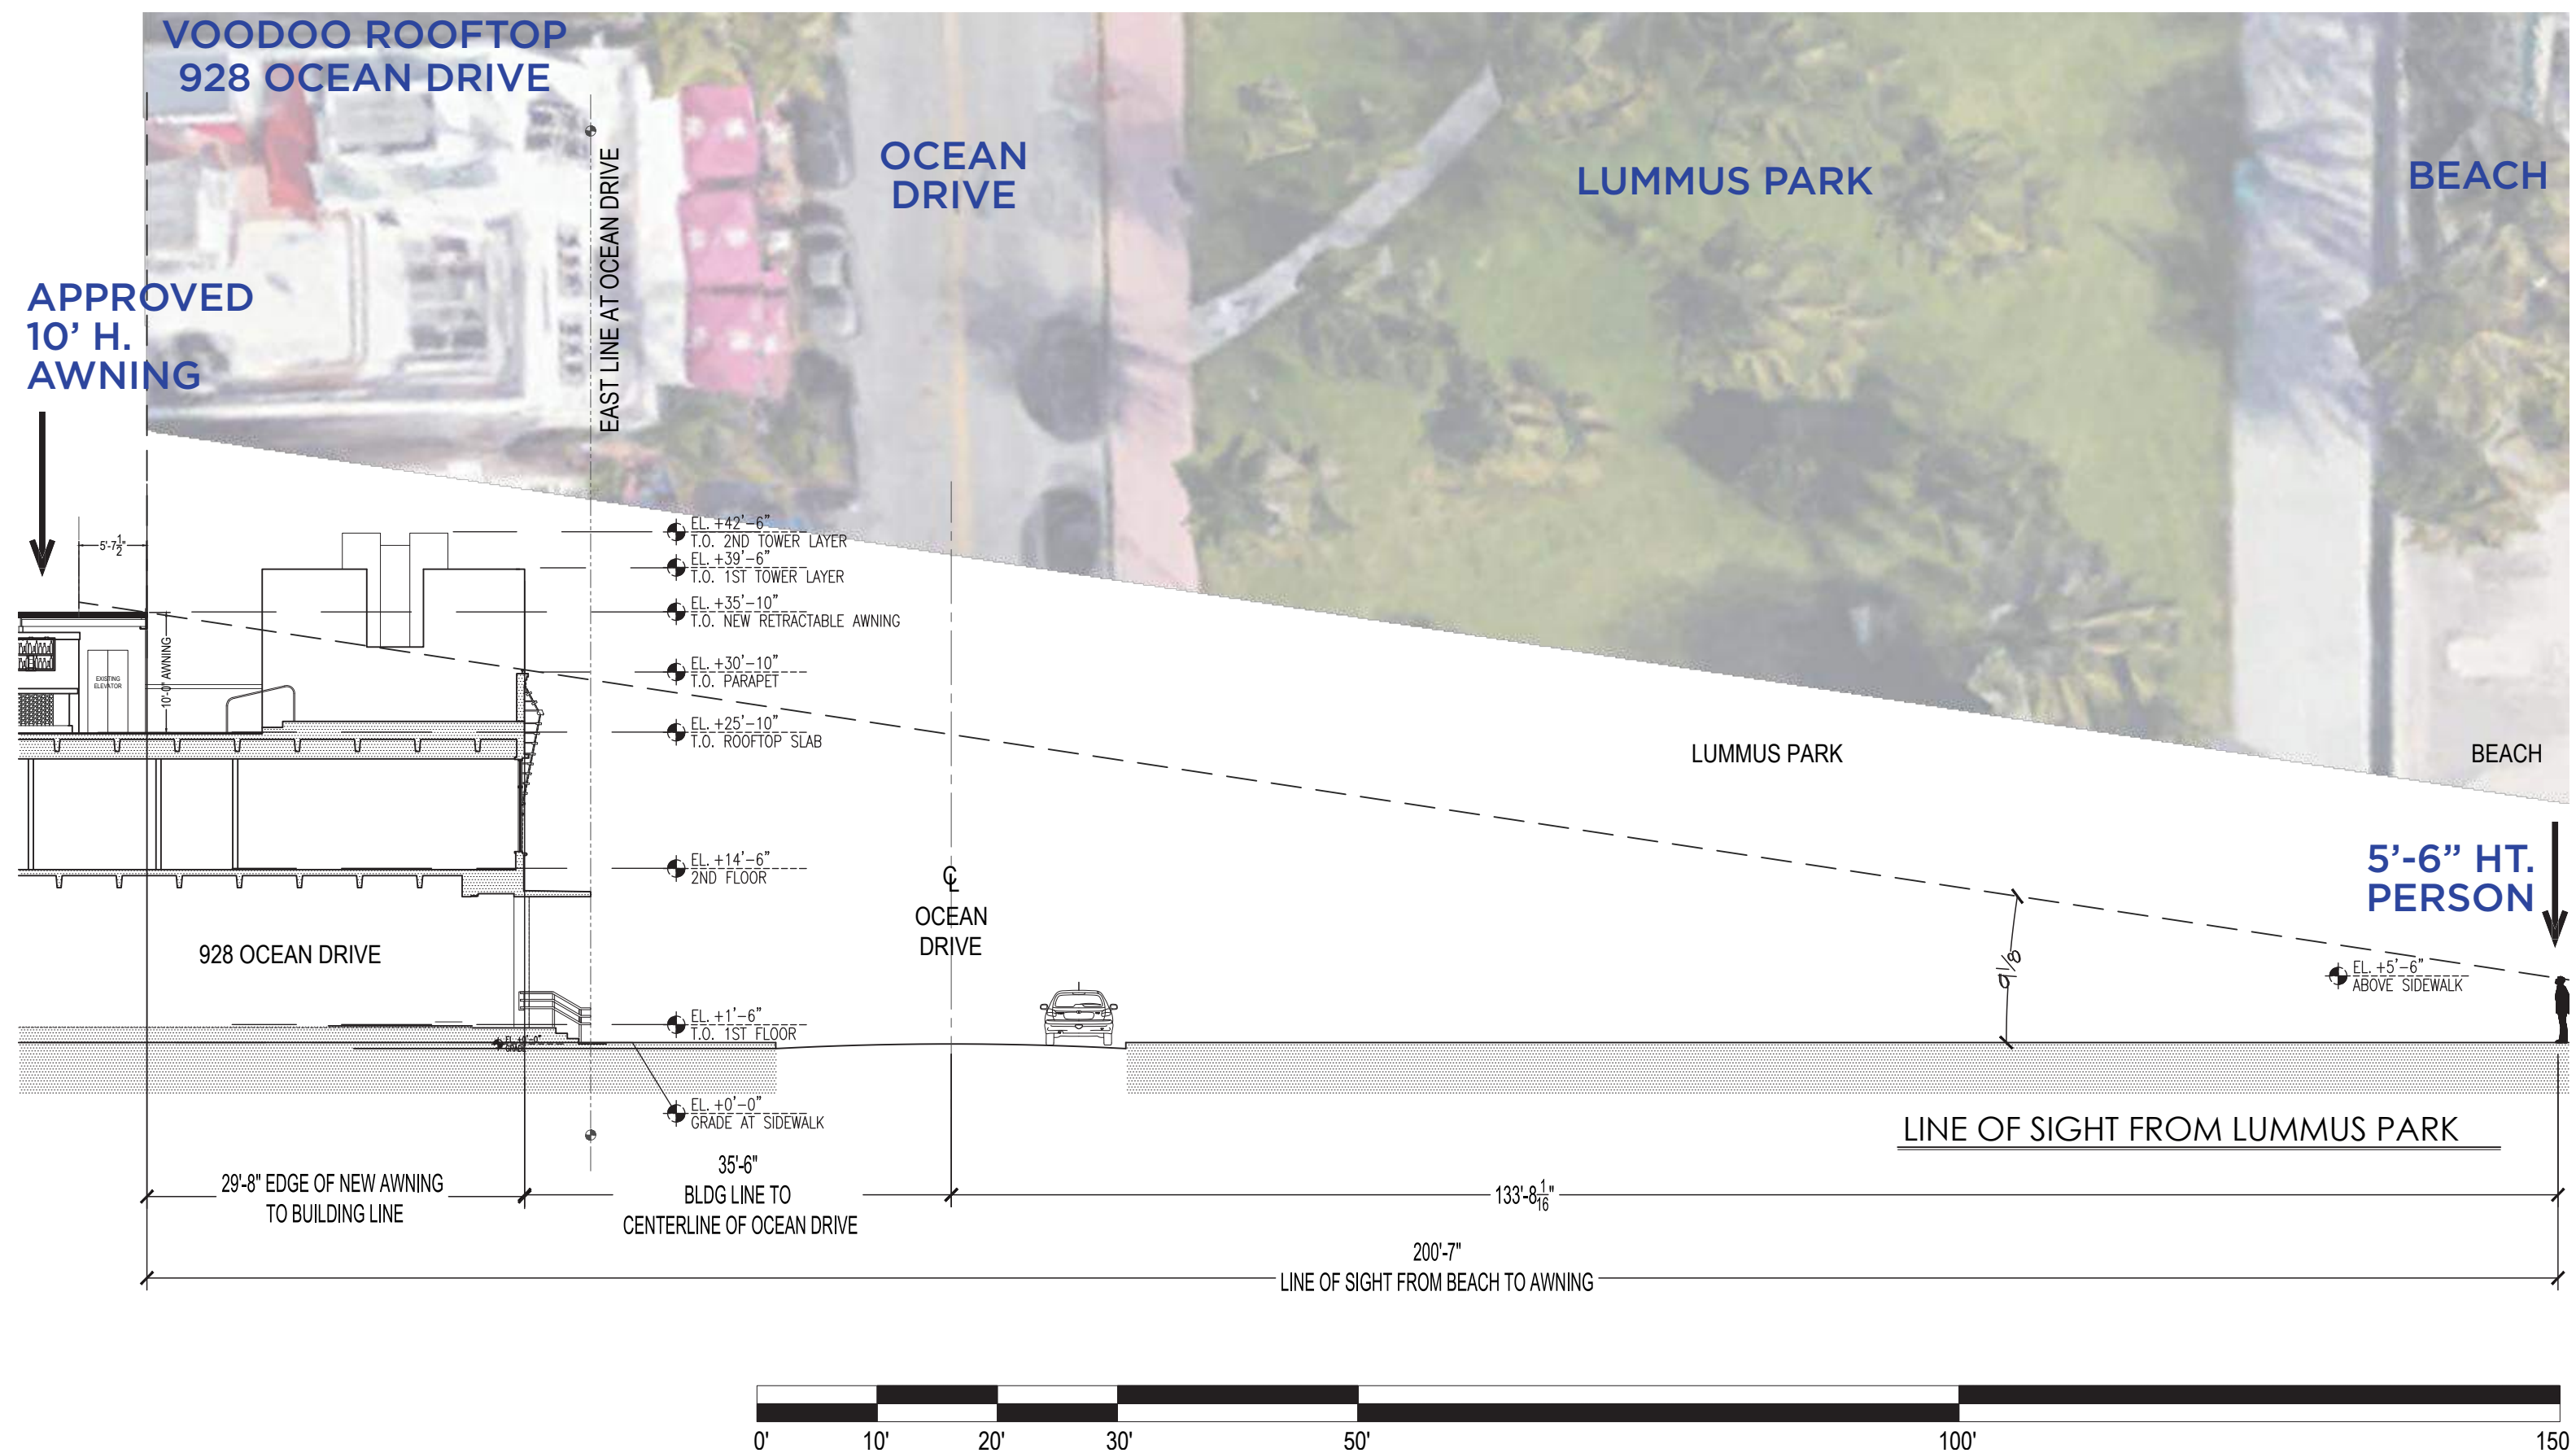 VOODOO ROOFTOP
928 OCEAN DRIVE
OCEAN
DRIVE
LUMMUS PARK
BEACH
EAST LINE AT OCEAN DRIVE
APPROVED
10’ H.
AWNING
5'-7½"
EL. +42'-6"
T.O. 2ND TOWER LAYER
EL. +39'-6"
T.O. 1ST TOWER LAYER
EL. +35'-10"
T.O. NEW RETRACTABLE AWNING
EL. +30'-10"
T.O. PARAPET
EL. +25'-10"
T.O. ROOFTOP SLAB
EXISTING
ELEVATOR
10'-0" AWNING
LUMMUS PARK
BEACH
EL. +14'-6"
2ND FLOOR
℄
OCEAN
DRIVE
5’-6” HT.
PERSON
928 OCEAN DRIVE
EL. +5'-6"
ABOVE SIDEWALK
EL. +1'-6"
T.O. 1ST FLOOR
EL. +0'-0"
GRADE
EL. +0'-0"
GRADE AT SIDEWALK
LINE OF SIGHT FROM LUMMUS PARK
29'-8" EDGE OF NEW AWNING
TO BUILDING LINE
35'-6"
BLDG LINE TO
CENTERLINE OF OCEAN DRIVE
133'-8 1/16"
200'-7"
LINE OF SIGHT FROM BEACH TO AWNING
0' 10' 20' 30' 50' 100' 150